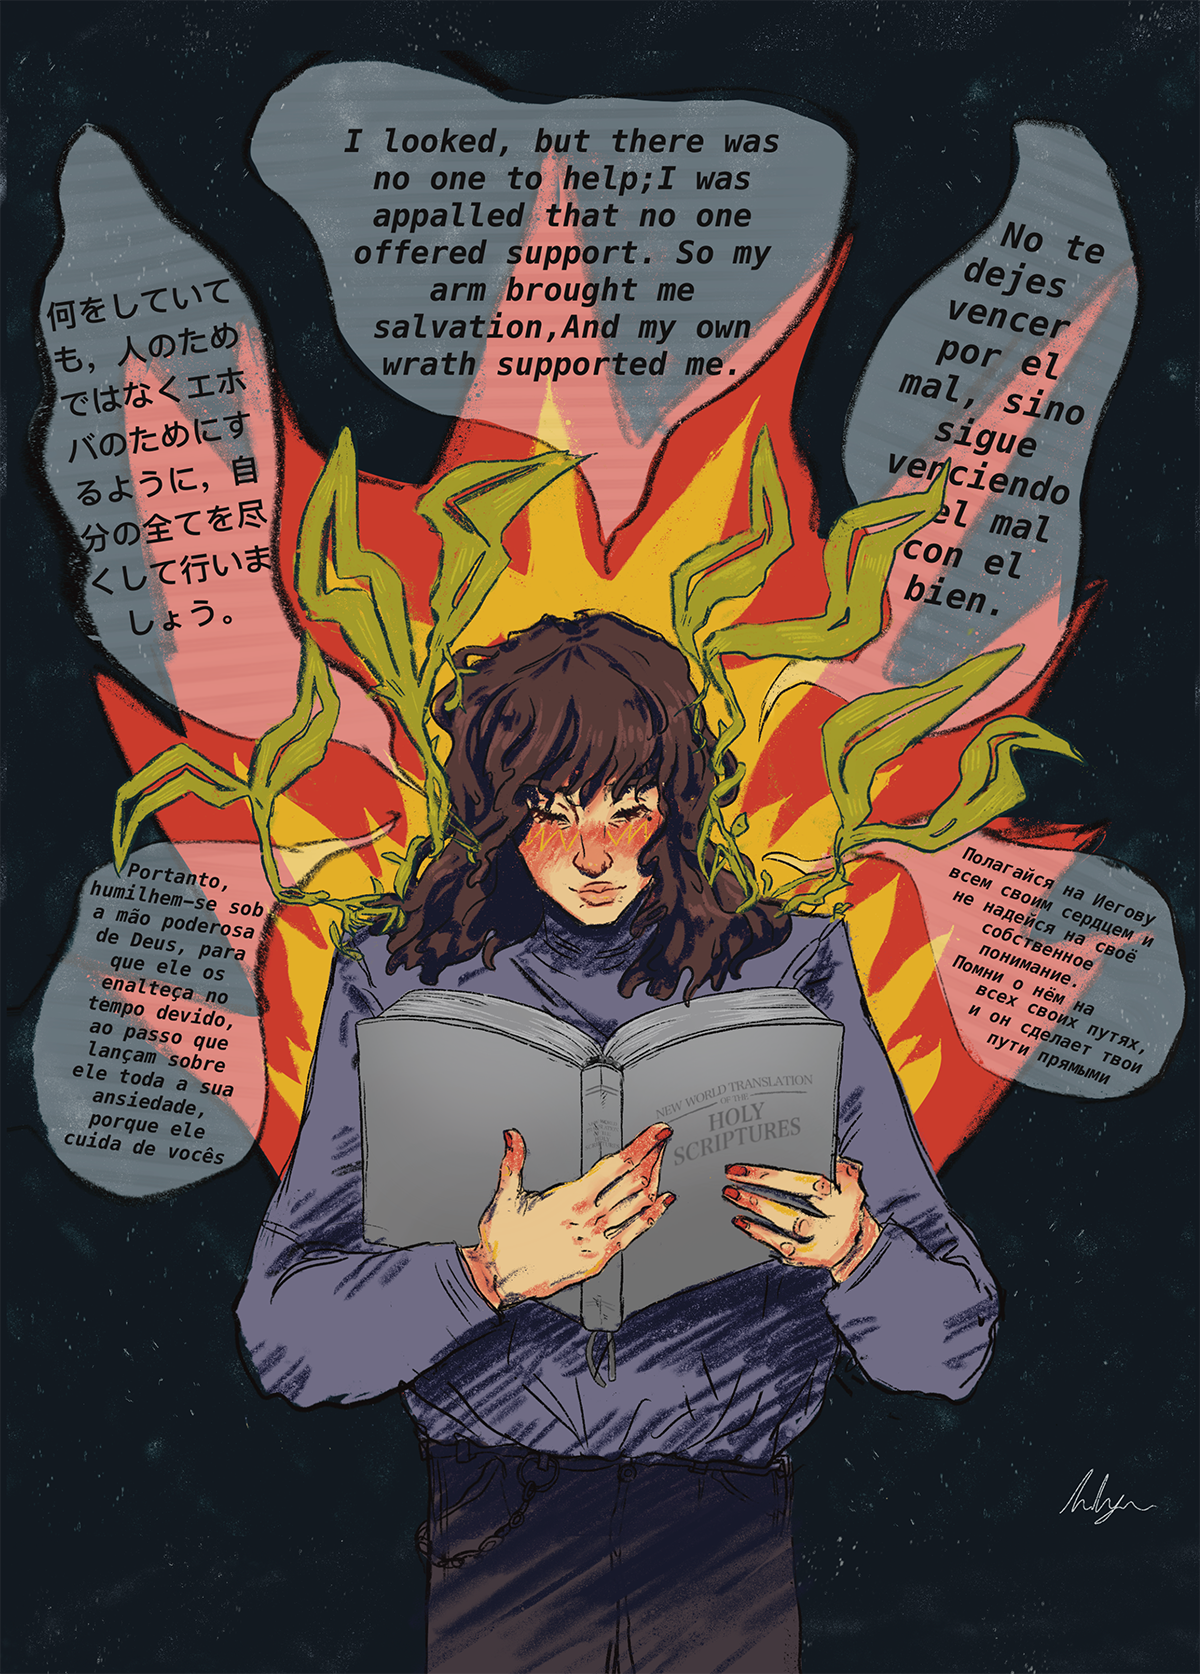 I looked, but there was
no one to help;I was
appalled that no one
offered support. So my
arm brought me
salvation,And my own
wrath supported me.
何をしていて
も，人のため
ではなくエホ
バのためにす
るように，自
分の全てを尽
くして行いま
しょう。
No te
dejes
vencer
por el
mal, sino
sigue
venciendo
el mal
con el
bien.
Portanto,
humilhem-se sob
a mão poderosa
de Deus, para
que ele os
enalteça no
tempo devido,
ao passo que
lançam sobre
ele toda a sua
ansiedade,
porque ele
cuida de vocês
Полагайся на Иегову
всем своим сердцем и
не надейся на своё
собственное
понимание.
Помни о нём на
всех своих путях,
и он сделает твои
пути прямыми
NEW WORLD TRANSLATION
OF THE
HOLY
SCRIPTURES